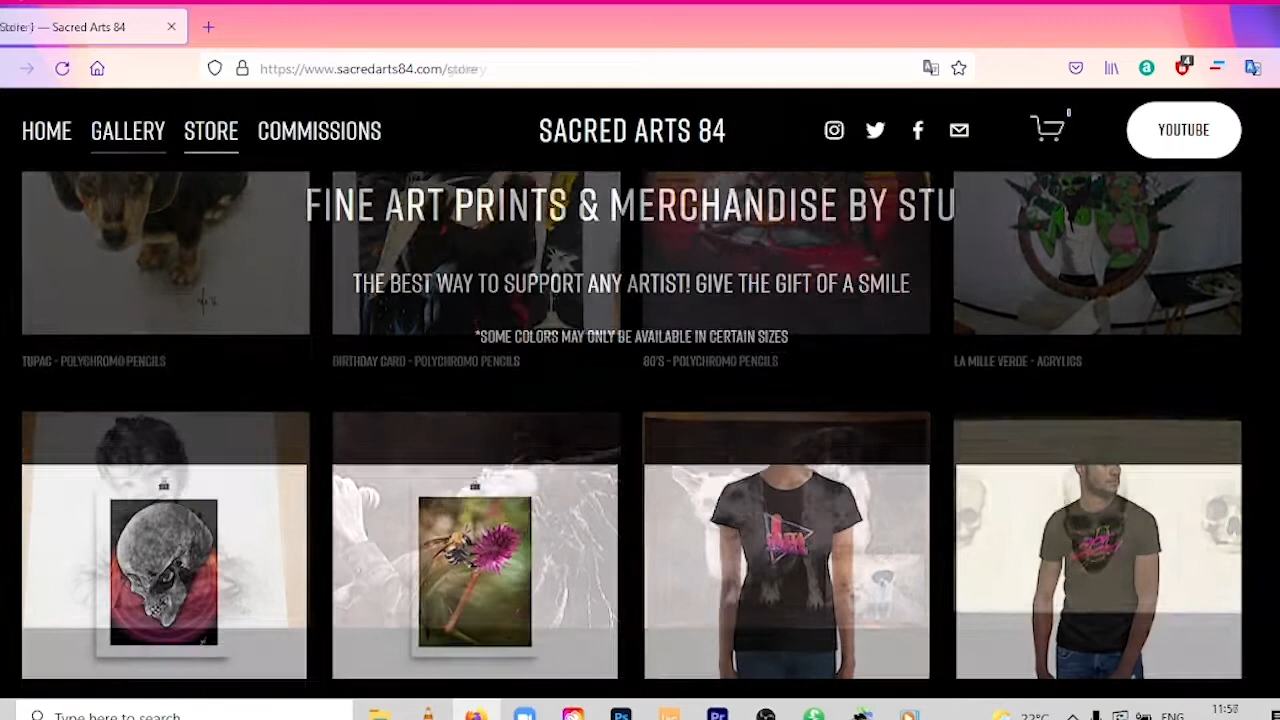 Store — Sacred Arts 84
https://www.sacredarts84.com/store
HOME GALLERY STORE COMMISSIONS
SACRED ARTS 84
0
YOUTUBE
FINE ART PRINTS & MERCHANDISE BY STU
THE BEST WAY TO SUPPORT ANY ARTIST! GIVE THE GIFT OF A SMILE
*SOME COLORS MAY ONLY BE AVAILABLE IN CERTAIN SIZES
TUPAC - POLYCHROMO PENCILS
BIRTHDAY CARD - POLYCHROMO PENCILS
80'S - POLYCHROMO PENCILS
LA MILLE VERDE - ACRYLICS
Type here to search
22°C
ENG